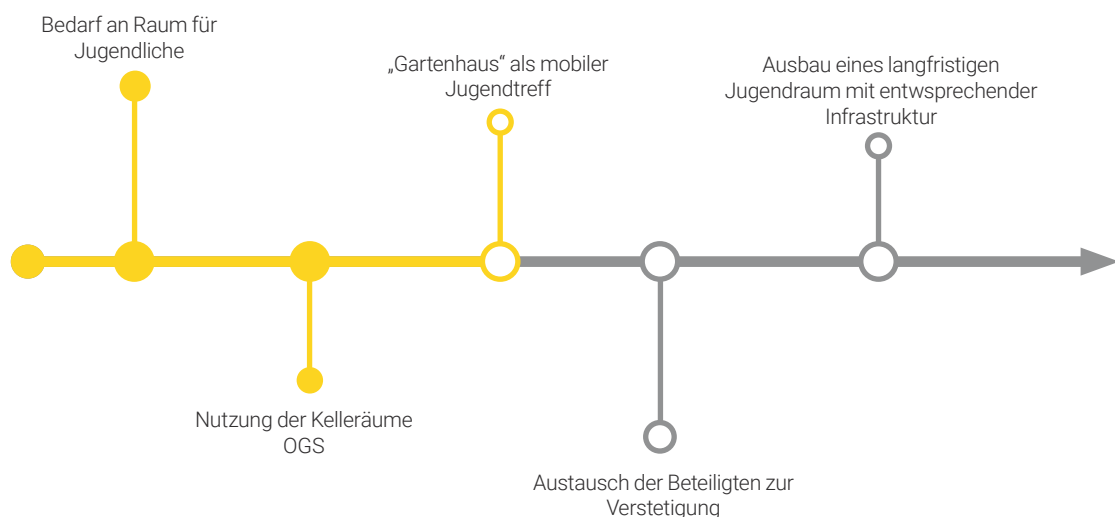 Bedarf an Raum für
Jugendliche
„Gartenhaus“ als mobiler
Jugendtreff
Ausbau eines langfristigen
Jugendraum mit entwsprechender
Infrastruktur
Nutzung der Kelleräume
OGS
Austausch der Beteiligten zur
Verstetigung